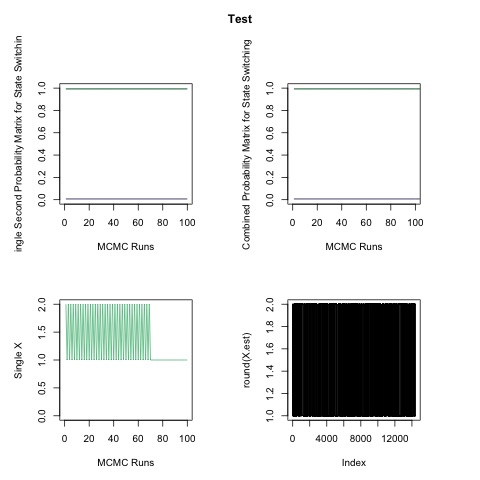 Test
ingle Second Probability Matrix for State Switchin
0.0 0.2 0.4 0.6 0.8 1.0
0 20 40 60 80 100
MCMC Runs
Combined Probability Matrix for State Switching
0.0 0.2 0.4 0.6 0.8 1.0
0 20 40 60 80 100
MCMC Runs
Single X
0.0 0.5 1.0 1.5 2.0
0 20 40 60 80 100
MCMC Runs
round(X.est)
1.0 1.2 1.4 1.6 1.8 2.0
0 4000 8000 12000
Index